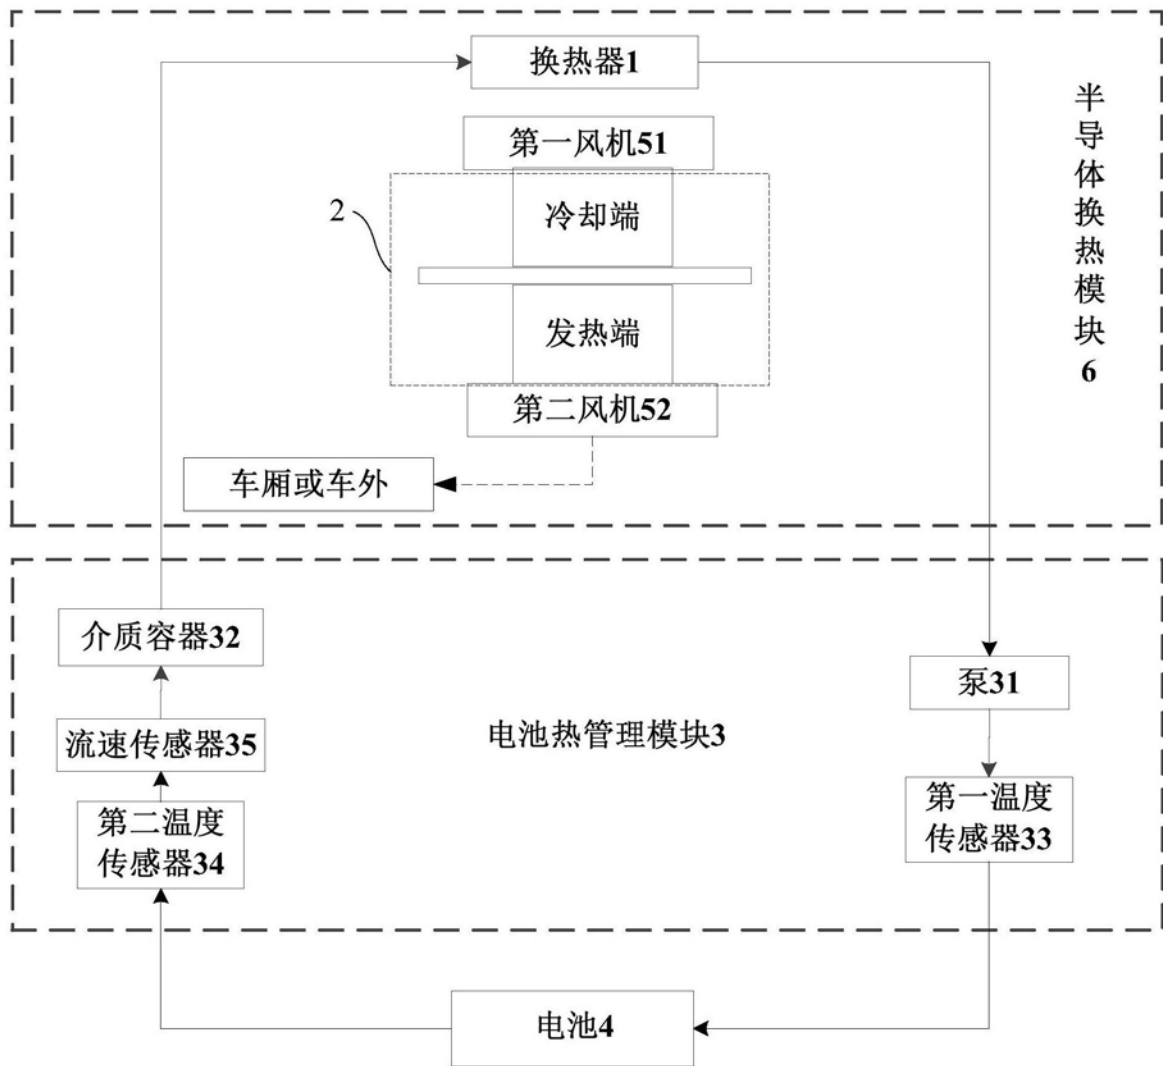 换热器1
第一风机51
冷却端
2
发热端
第二风机52
车厢或车外
半
导
体
换
热
模
块
6
介质容器32
泵31
流速传感器35
电池热管理模块3
第一温度
传感器33
第二温度
传感器34
电池4